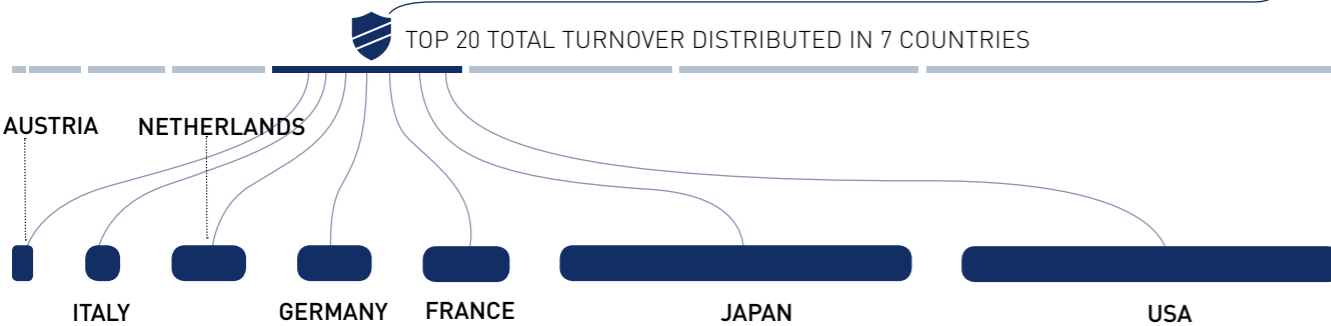 TOP 20 TOTAL TURNOVER DISTRIBUTED IN 7 COUNTRIES
AUSTRIA
NETHERLANDS
ITALY
GERMANY
FRANCE
JAPAN
USA